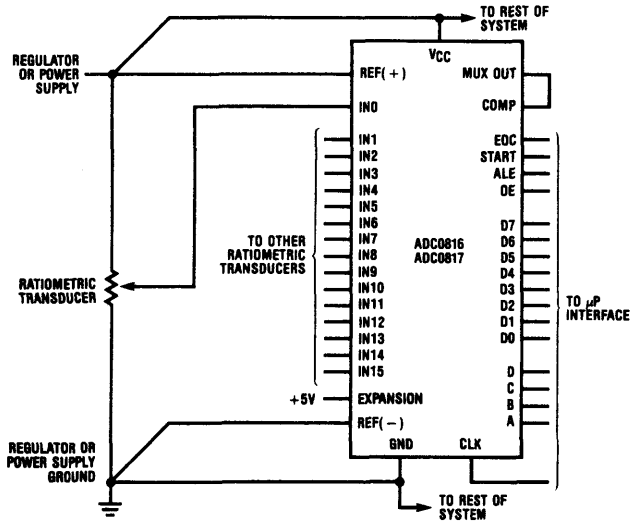 TO REST OF
SYSTEM
REGULATOR
OR POWER
SUPPLY
VCC
REF(+)
MUX OUT
IN0
COMP
IN1
IN2
IN3
IN4
IN5
IN6
IN7
IN8
IN9
IN10
IN11
IN12
IN13
IN14
IN15
EOC
START
ALE
OE
D7
D6
D5
D4
D3
D2
D1
D0
D
C
B
A
TO OTHER
RATIOMETRIC
TRANSDUCERS
ADC0816
ADC0817
RATIOMETRIC
TRANSDUCER
TO µP
INTERFACE
+5V
EXPANSION
REF(−)
GND
CLK
REGULATOR OR
POWER SUPPLY
GROUND
TO REST OF
SYSTEM